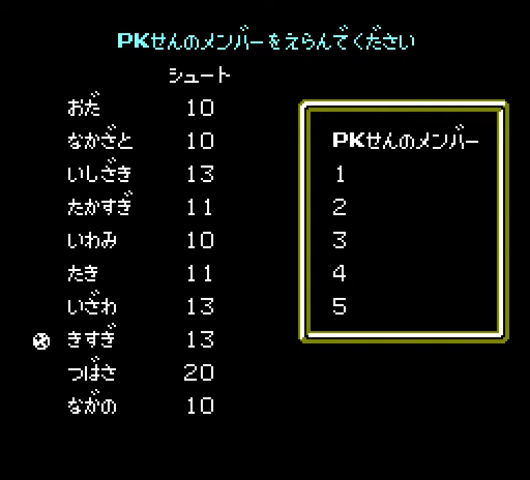 PKせんのメンバーをえらんでください
シュート
おだ 10
なかざと 10
いしざき 13
たかすぎ 11
いわみ 10
たき 11
いざわ 13
きすぎ 13
つばさ 20
ながの 10
PKせんのメンバー
1
2
3
4
5